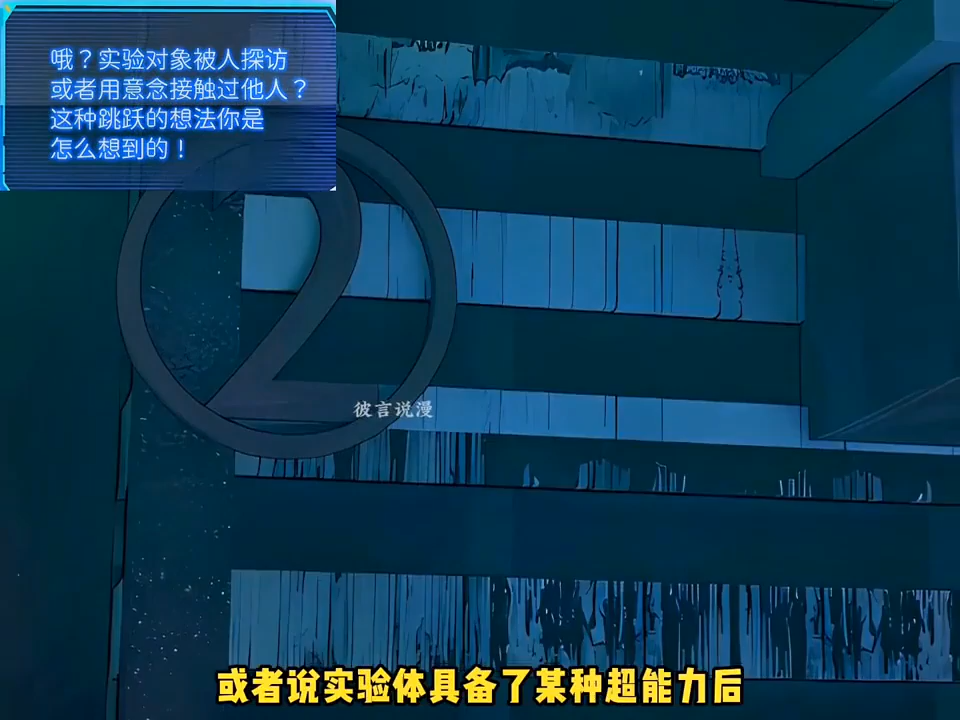 哦？实验对象被人探访
或者用意念接触过他人？
这种跳跃的想法你是
怎么想到的！
2
彼言说漫
或者说实验体具备了某种超能力后